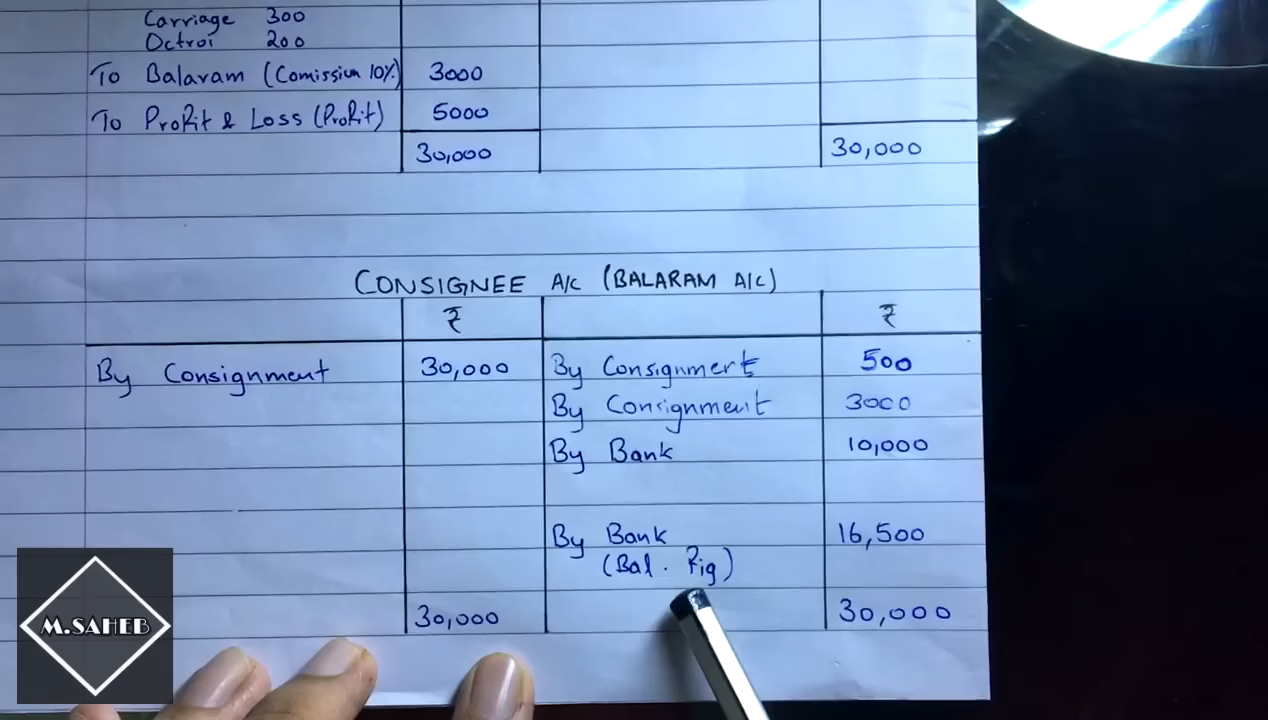 Carriage 300
Octroi 200
To Balaram (Comission 10%) 3000
To Profit & Loss (Profit) 5000
30,000 30,000
CONSIGNEE A/C (BALARAM A/C)
₹ ₹
By Consignment 30,000 By Consignment 500
By Consignment 3000
By Bank 10,000
By Bank 16,500
(Bal. Fig)
30,000 30,000
M.SAHEB